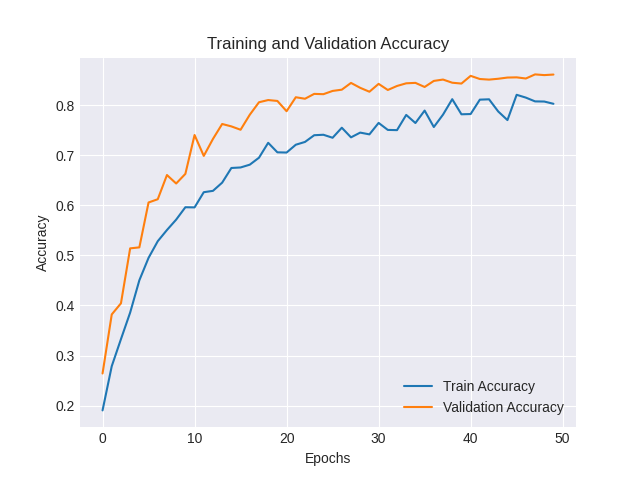 Training and Validation Accuracy
Accuracy
0.8
0.7
0.6
0.5
0.4
0.3
0.2
Train Accuracy
Validation Accuracy
0 10 20 30 40 50
Epochs